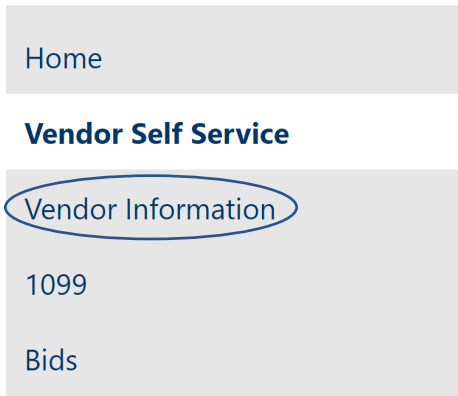 Home
Vendor Self Service
Vendor Information
1099
Bids